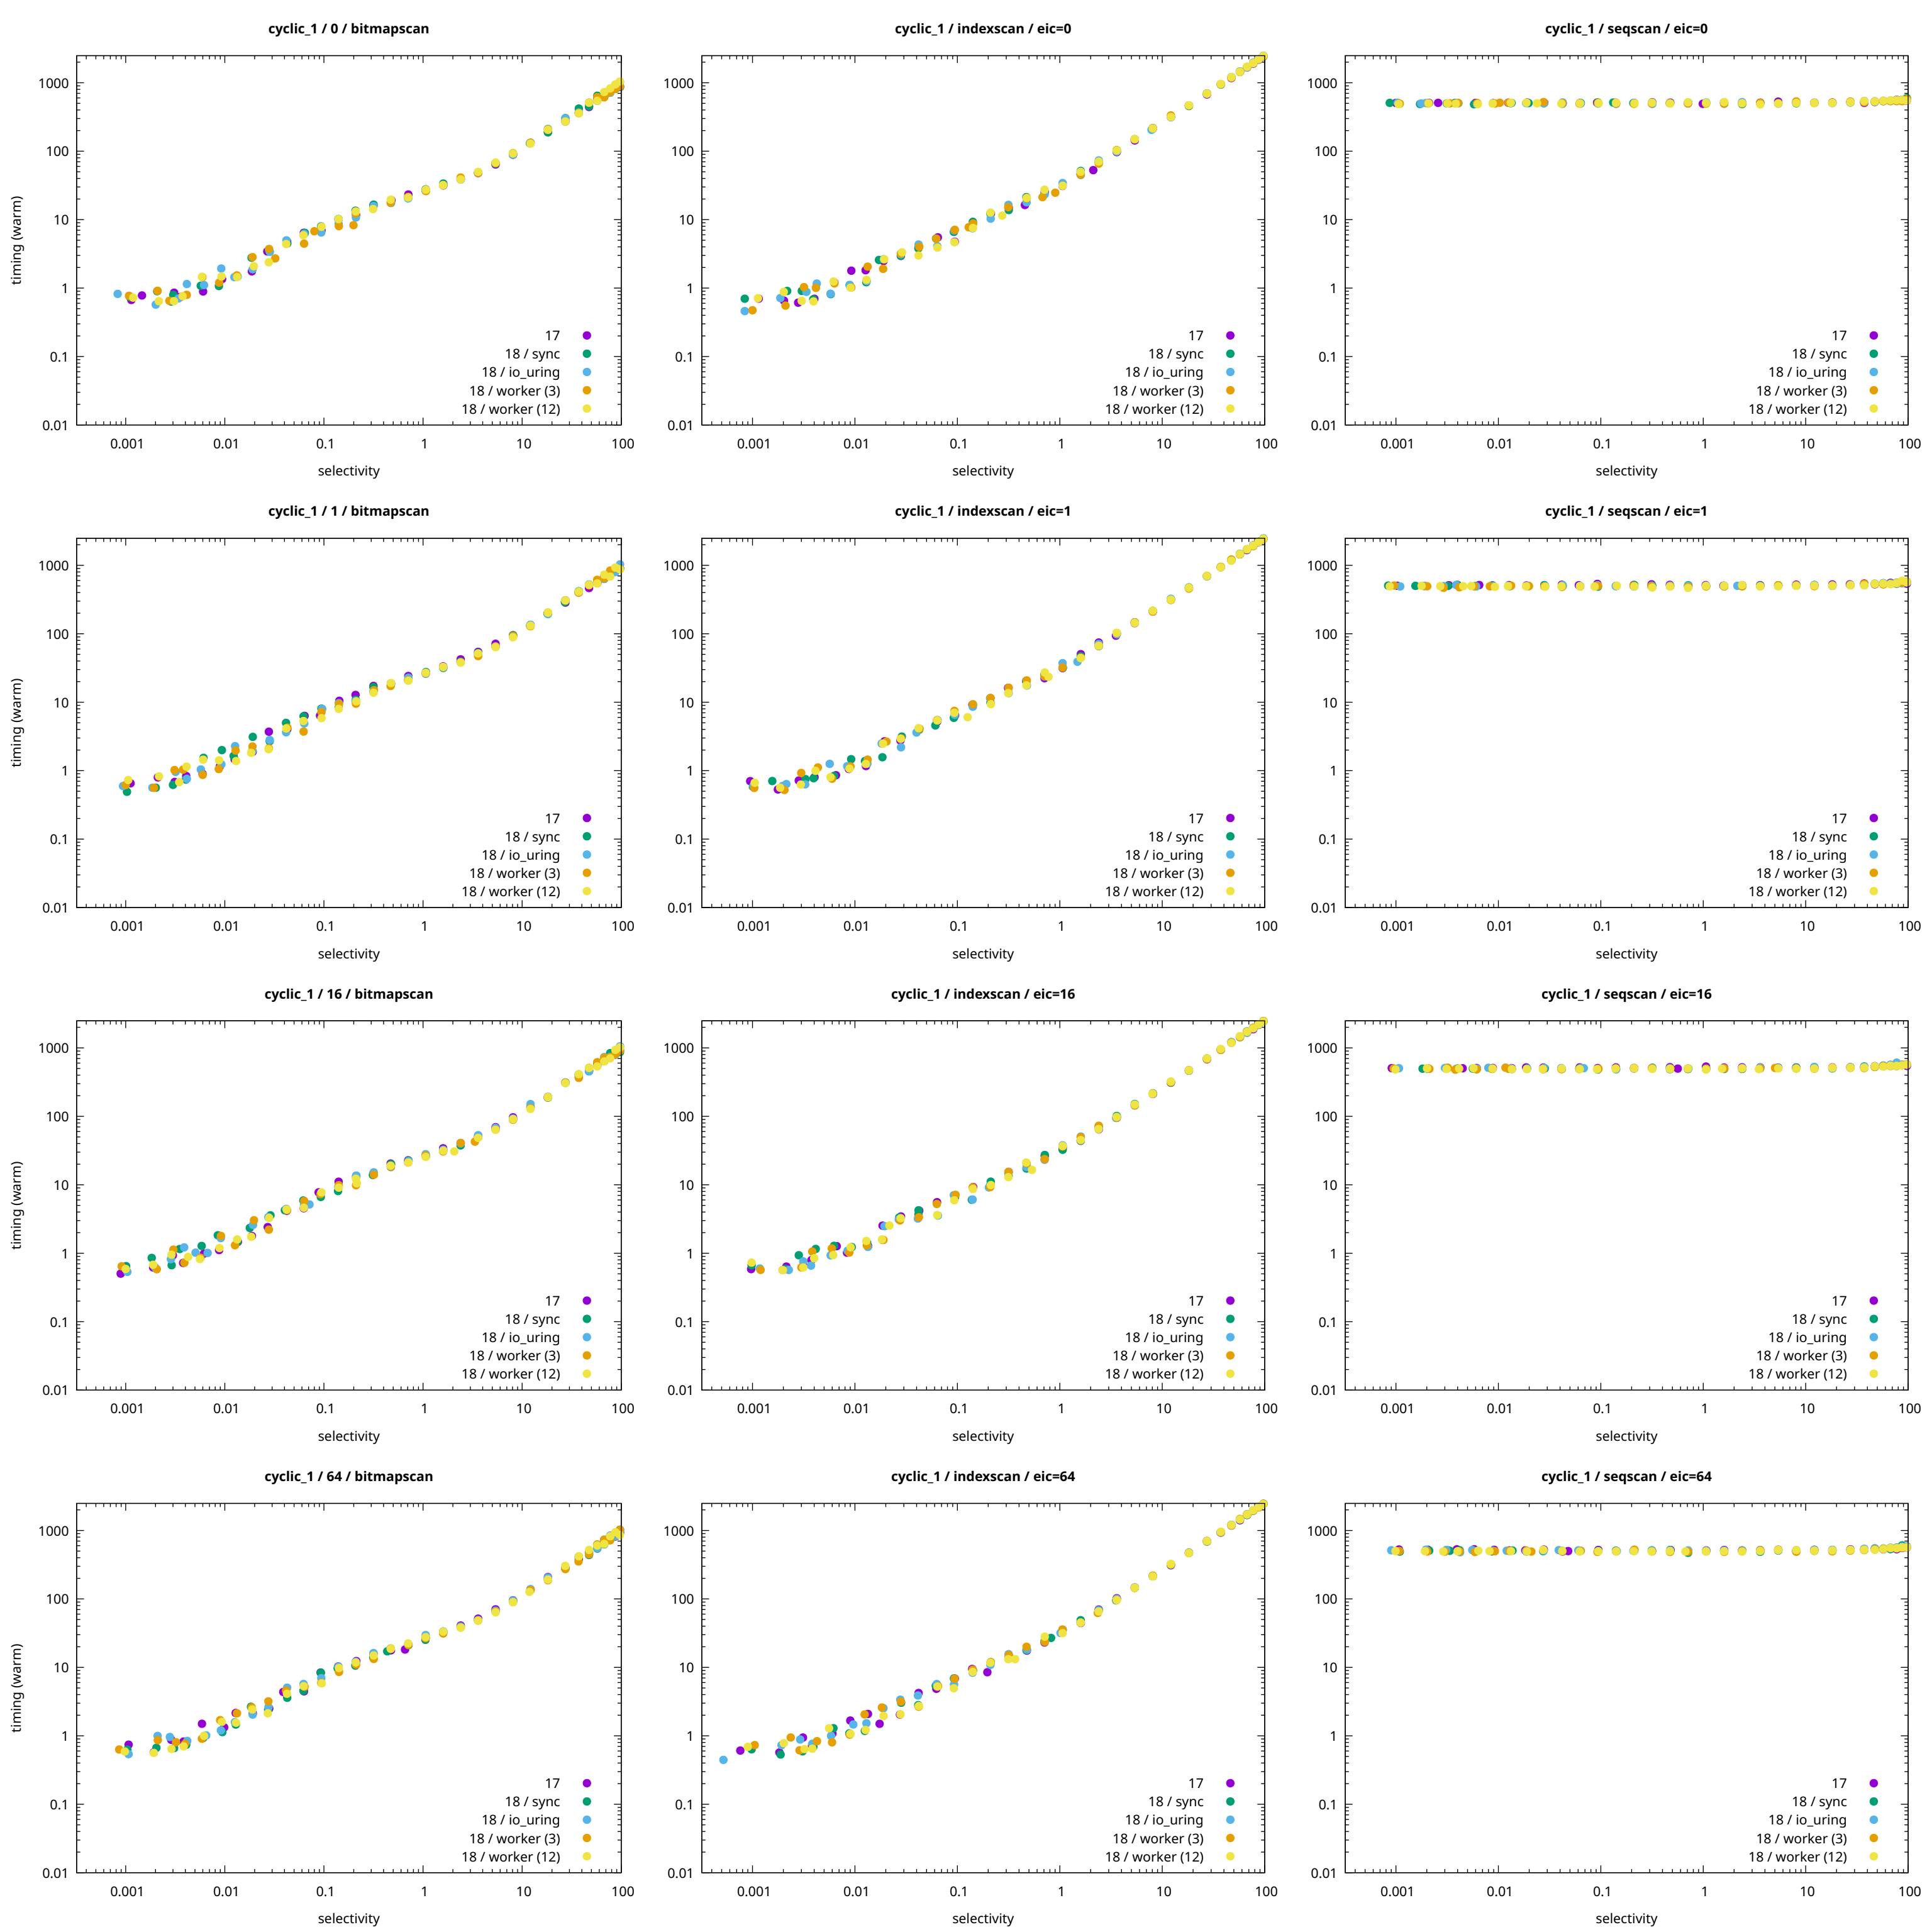 cyclic_1 / 0 / bitmapscan
timing (warm)
1000
100
10
1
0.1
0.01
17
18 / sync
18 / io_uring
18 / worker (3)
18 / worker (12)
0.001 0.01 0.1 1 10 100
selectivity
cyclic_1 / indexscan / eic=0
1000
100
10
1
0.1
0.01
17
18 / sync
18 / io_uring
18 / worker (3)
18 / worker (12)
0.001 0.01 0.1 1 10 100
selectivity
cyclic_1 / seqscan / eic=0
1000
100
10
1
0.1
0.01
17
18 / sync
18 / io_uring
18 / worker (3)
18 / worker (12)
0.001 0.01 0.1 1 10 100
selectivity
cyclic_1 / 1 / bitmapscan
timing (warm)
1000
100
10
1
0.1
0.01
17
18 / sync
18 / io_uring
18 / worker (3)
18 / worker (12)
0.001 0.01 0.1 1 10 100
selectivity
cyclic_1 / indexscan / eic=1
1000
100
10
1
0.1
0.01
17
18 / sync
18 / io_uring
18 / worker (3)
18 / worker (12)
0.001 0.01 0.1 1 10 100
selectivity
cyclic_1 / seqscan / eic=1
1000
100
10
1
0.1
0.01
17
18 / sync
18 / io_uring
18 / worker (3)
18 / worker (12)
0.001 0.01 0.1 1 10 100
selectivity
cyclic_1 / 16 / bitmapscan
timing (warm)
1000
100
10
1
0.1
0.01
17
18 / sync
18 / io_uring
18 / worker (3)
18 / worker (12)
0.001 0.01 0.1 1 10 100
selectivity
cyclic_1 / indexscan / eic=16
1000
100
10
1
0.1
0.01
17
18 / sync
18 / io_uring
18 / worker (3)
18 / worker (12)
0.001 0.01 0.1 1 10 100
selectivity
cyclic_1 / seqscan / eic=16
1000
100
10
1
0.1
0.01
17
18 / sync
18 / io_uring
18 / worker (3)
18 / worker (12)
0.001 0.01 0.1 1 10 100
selectivity
cyclic_1 / 64 / bitmapscan
timing (warm)
1000
100
10
1
0.1
0.01
17
18 / sync
18 / io_uring
18 / worker (3)
18 / worker (12)
0.001 0.01 0.1 1 10 100
selectivity
cyclic_1 / indexscan / eic=64
1000
100
10
1
0.1
0.01
17
18 / sync
18 / io_uring
18 / worker (3)
18 / worker (12)
0.001 0.01 0.1 1 10 100
selectivity
cyclic_1 / seqscan / eic=64
1000
100
10
1
0.1
0.01
17
18 / sync
18 / io_uring
18 / worker (3)
18 / worker (12)
0.001 0.01 0.1 1 10 100
selectivity